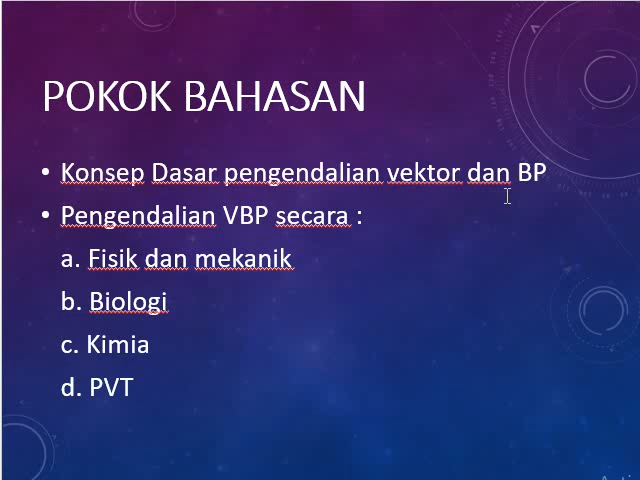 POKOK BAHASAN
• Konsep Dasar pengendalian vektor dan BP
• Pengendalian VBP secara :
a. Fisik dan mekanik
b. Biologi
c. Kimia
d. PVT